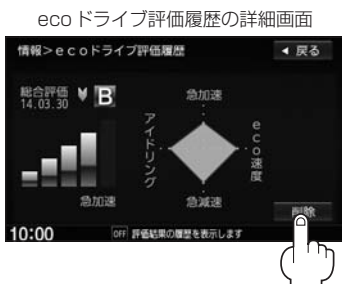 ecoドライブ評価履歴の詳細画面
情報>ecoドライブ評価履歴
◀ 戻る
総合評価
14.03.30
B
急加速
急加速
アイドリング
eco速度
急減速
削除
10:00
OFF 評価結果の履歴を表示します